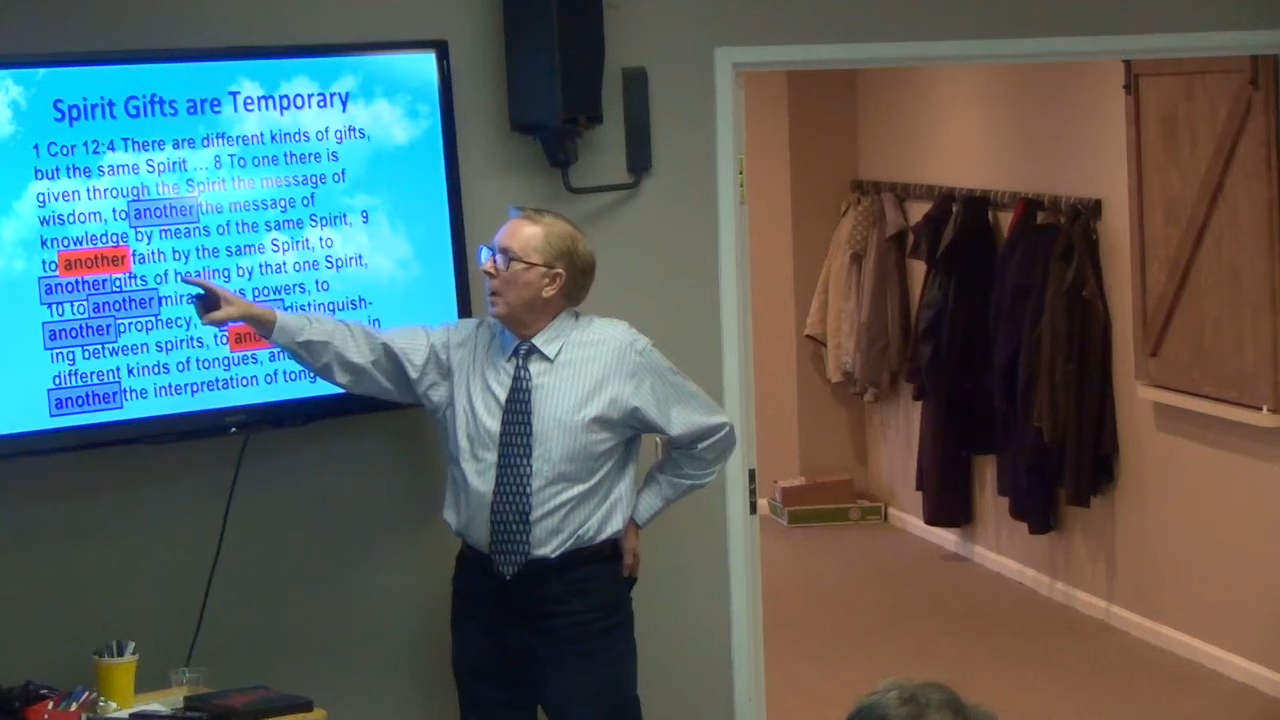 Spirit Gifts are Temporary
1 Cor 12:4 There are different kinds of gifts,
but the same Spirit ... 8 To one there is
given through the Spirit the message of
wisdom, to another the message of
knowledge by means of the same Spirit, 9
to another faith by the same Spirit, to
another gifts of healing by that one Spirit,
10 to another powers, to
another prophecy, distinguish-
ing between spirits, to in
different kinds of tongues, and
another the interpretation of